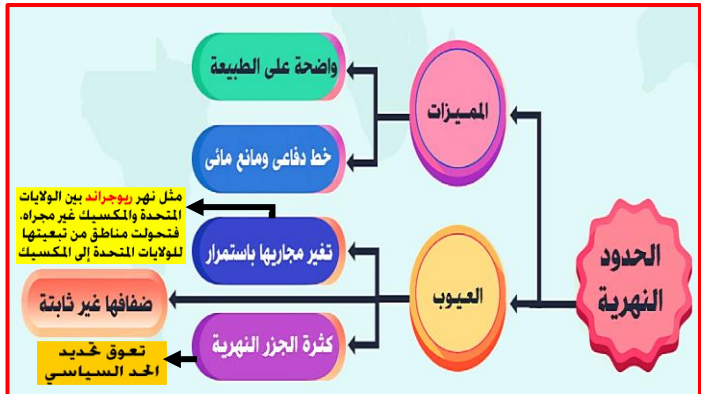 الحدود
النهرية
المميزات
واضحة على الطبيعة
خط دفاعى ومانع مائى
العيوب
تغير مجاريها باستمرار
مثل نهر ريوجراند بين الولايات
المتحدة والمكسيك غير مجراه،
فتحولت مناطق من تبعيتها
للولايات المتحدة إلى المكسيك
ضفافها غير ثابتة
كثرة الجزر النهرية
تعوق تحديد
الحد السياسي